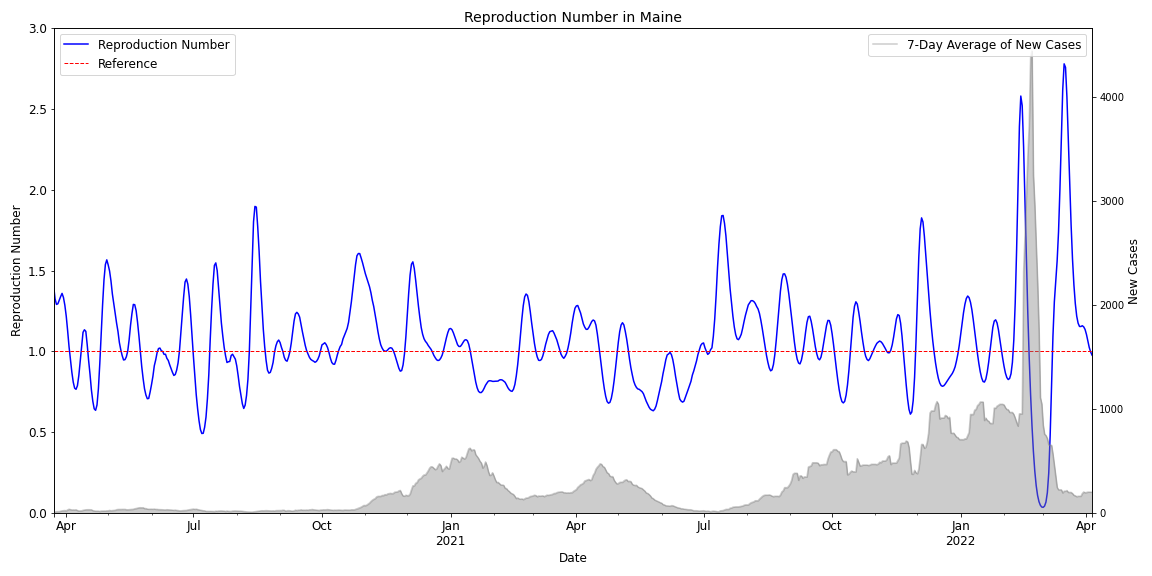 Reproduction Number in Maine
Reproduction Number
Reference
7-Day Average of New Cases
3.0
2.5
2.0
1.5
1.0
0.5
0.0
Reproduction Number
4000
3000
2000
1000
0
New Cases
Apr Jul Oct Jan Apr Jul Oct Jan Apr
2021 2022
Date